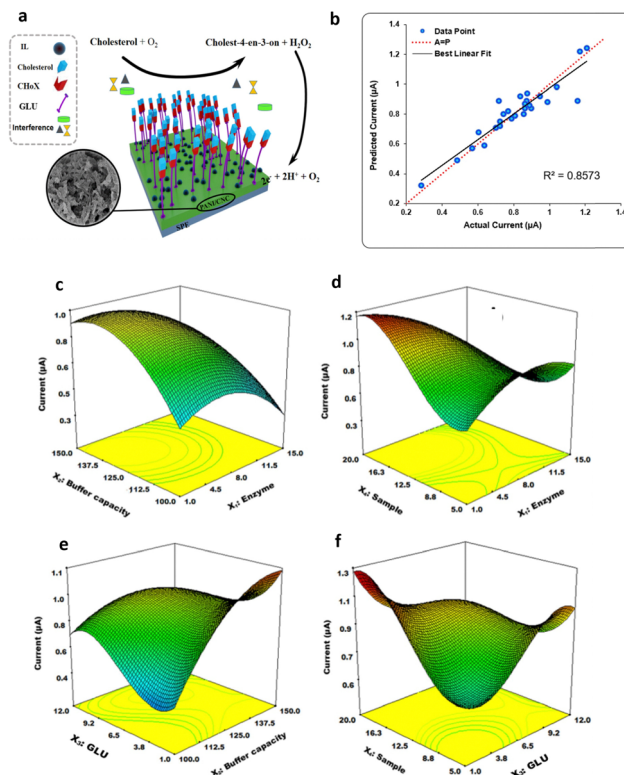 a
IL
Cholesterol
CHoX
GLU
Interference
Cholesterol + O₂
Cholest-4-en-3-on + H₂O₂
2e⁻ + 2H⁺ + O₂
PANI/CNC
SPE
b
Data Point
A=P
Best Linear Fit
Predicted Current (µA)
1.4
1.2
1
0.8
0.6
0.4
0.2
R² = 0.8573
0.2 0.4 0.6 0.8 1 1.2 1.4
Actual Current (µA)
c
Current (µA)
1.0
0.8
0.6
0.5
0.3
150.0
137.5
125.0
112.5
100.0
X₂: Buffer capacity
1.0
4.5
8.0
11.5
15.0
X₁: Enzyme
d
Current (µA)
1.2
1.0
0.8
0.5
0.3
20.0
16.3
12.5
8.8
5.0
X₄: Sample
1.0
4.5
8.0
11.5
15.0
X₁: Enzyme
e
Current (µA)
1.1
1.0
0.8
0.6
0.4
12.0
9.2
6.5
3.8
1.0
X₃: GLU
100.0
112.5
125.0
137.5
150.0
X₂: Buffer capacity
f
Current (µA)
1.3
1.1
0.9
0.7
0.6
20.0
16.3
12.5
8.8
5.0
X₄: Sample
1.0
3.8
6.5
9.2
12.0
X₃: GLU